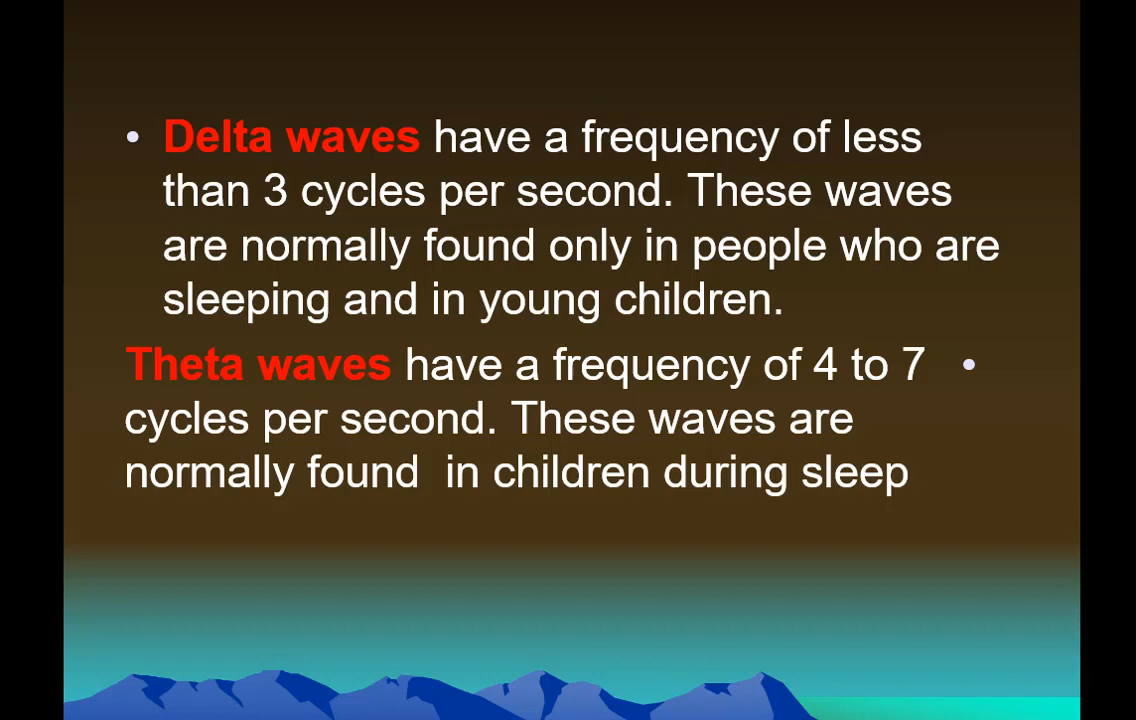 • Delta waves have a frequency of less
than 3 cycles per second. These waves
are normally found only in people who are
sleeping and in young children.
Theta waves have a frequency of 4 to 7 •
cycles per second. These waves are
normally found  in children during sleep